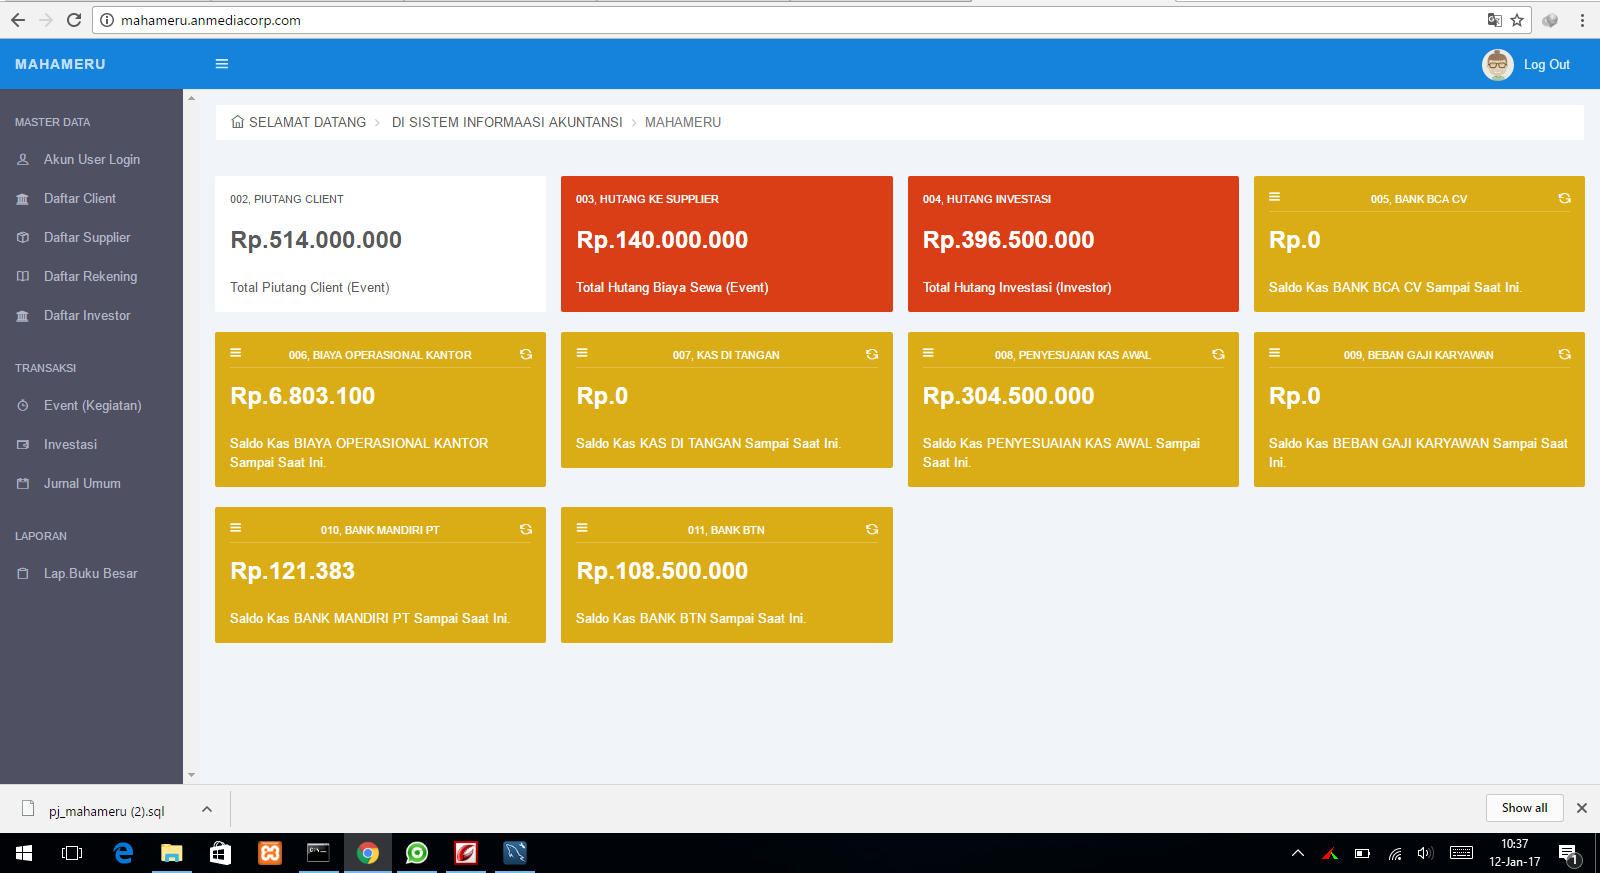 mahameru.anmediacorp.com
MAHAMERU
Log Out
MASTER DATA
Akun User Login
Daftar Client
Daftar Supplier
Daftar Rekening
Daftar Investor
TRANSAKSI
Event (Kegiatan)
Investasi
Jurnal Umum
LAPORAN
Lap.Buku Besar
SELAMAT DATANG > DI SISTEM INFORMAASI AKUNTANSI > MAHAMERU
002, PIUTANG CLIENT
Rp.514.000.000
Total Piutang Client (Event)
003, HUTANG KE SUPPLIER
Rp.140.000.000
Total Hutang Biaya Sewa (Event)
004, HUTANG INVESTASI
Rp.396.500.000
Total Hutang Investasi (Investor)
005, BANK BCA CV
Rp.0
Saldo Kas BANK BCA CV Sampai Saat Ini.
006, BIAYA OPERASIONAL KANTOR
Rp.6.803.100
Saldo Kas BIAYA OPERASIONAL KANTOR
Sampai Saat Ini.
007, KAS DI TANGAN
Rp.0
Saldo Kas KAS DI TANGAN Sampai Saat Ini.
008, PENYESUAIAN KAS AWAL
Rp.304.500.000
Saldo Kas PENYESUAIAN KAS AWAL Sampai
Saat Ini.
009, BEBAN GAJI KARYAWAN
Rp.0
Saldo Kas BEBAN GAJI KARYAWAN Sampai Saat
Ini.
010, BANK MANDIRI PT
Rp.121.383
Saldo Kas BANK MANDIRI PT Sampai Saat Ini.
011, BANK BTN
Rp.108.500.000
Saldo Kas BANK BTN Sampai Saat Ini.
pj_mahameru (2).sql
Show all
10:37
12-Jan-17
1